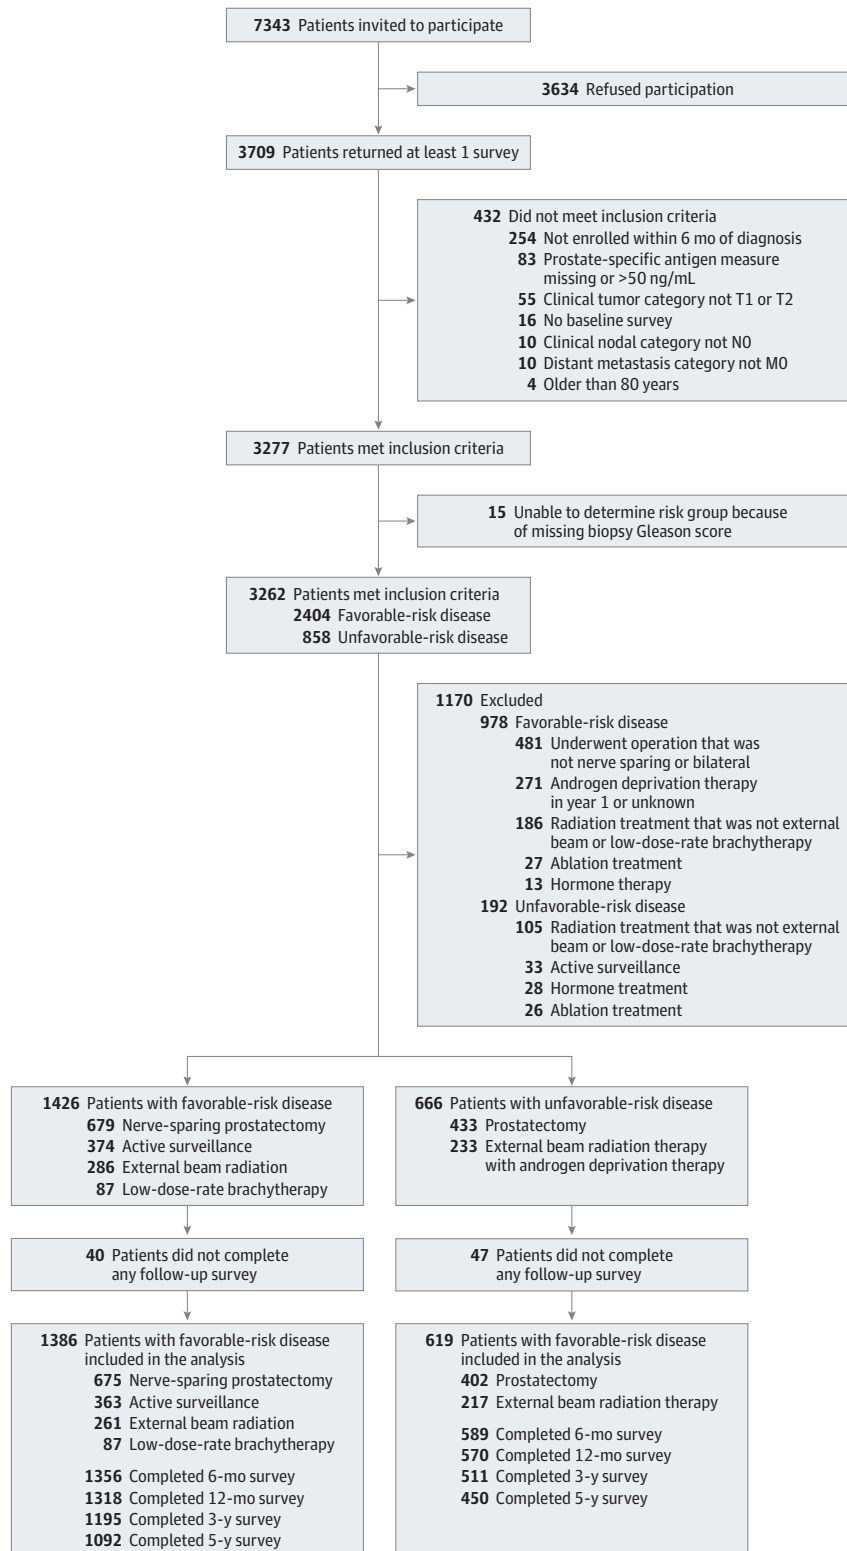 7343 Patients invited to participate
3634 Refused participation
3709 Patients returned at least 1 survey
432 Did not meet inclusion criteria
254 Not enrolled within 6 mo of diagnosis
83 Prostate-specific antigen measure
missing or >50 ng/mL
55 Clinical tumor category not T1 or T2
16 No baseline survey
10 Clinical nodal category not N0
10 Distant metastasis category not M0
4 Older than 80 years
3277 Patients met inclusion criteria
15 Unable to determine risk group because
of missing biopsy Gleason score
3262 Patients met inclusion criteria
2404 Favorable-risk disease
858 Unfavorable-risk disease
1170 Excluded
978 Favorable-risk disease
481 Underwent operation that was
not nerve sparing or bilateral
271 Androgen deprivation therapy
in year 1 or unknown
186 Radiation treatment that was not external
beam or low-dose-rate brachytherapy
27 Ablation treatment
13 Hormone therapy
192 Unfavorable-risk disease
105 Radiation treatment that was not external
beam or low-dose-rate brachytherapy
33 Active surveillance
28 Hormone treatment
26 Ablation treatment
1426 Patients with favorable-risk disease
679 Nerve-sparing prostatectomy
374 Active surveillance
286 External beam radiation
87 Low-dose-rate brachytherapy
666 Patients with unfavorable-risk disease
433 Prostatectomy
233 External beam radiation therapy
with androgen deprivation therapy
40 Patients did not complete
any follow-up survey
47 Patients did not complete
any follow-up survey
1386 Patients with favorable-risk disease
included in the analysis
675 Nerve-sparing prostatectomy
363 Active surveillance
261 External beam radiation
87 Low-dose-rate brachytherapy
1356 Completed 6-mo survey
1318 Completed 12-mo survey
1195 Completed 3-y survey
1092 Completed 5-y survey
619 Patients with favorable-risk disease
included in the analysis
402 Prostatectomy
217 External beam radiation therapy
589 Completed 6-mo survey
570 Completed 12-mo survey
511 Completed 3-y survey
450 Completed 5-y survey